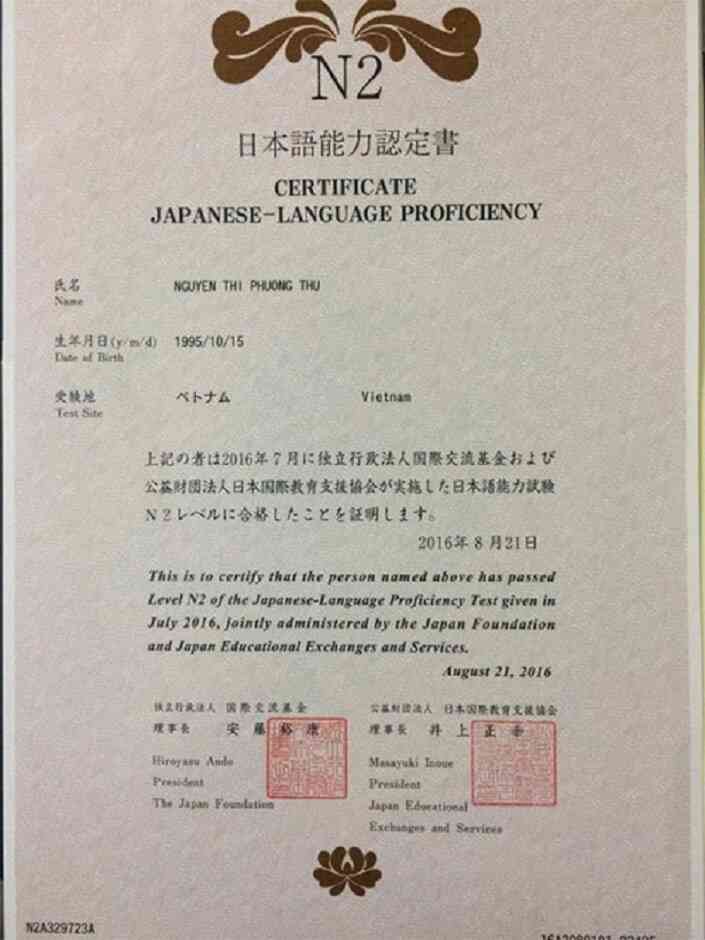 N2
日本語能力認定書
CERTIFICATE
JAPANESE-LANGUAGE PROFICIENCY
氏名 NGUYEN THI PHUONG THU
Name
生年月日(y/m/d) 1995/10/15
Date of Birth
受験地 ベトナム Vietnam
Test Site
上記の者は2016年7月に独立行政法人国際交流基金および
公益財団法人日本国際教育支援協会が実施した日本語能力試験
N2レベルに合格したことを証明します。
2016年8月21日
This is to certify that the person named above has passed
Level N2 of the Japanese-Language Proficiency Test given in
July 2016, jointly administered by the Japan Foundation
and Japan Educational Exchanges and Services.
August 21, 2016
独立行政法人 国際交流基金
理事長 安藤裕康
Hiroyasu Ando
President
The Japan Foundation
公益財団法人 日本国際教育支援協会
理事長 井上正幸
Masayuki Inoue
President
Japan Educational
Exchanges and Services
N2A329723A